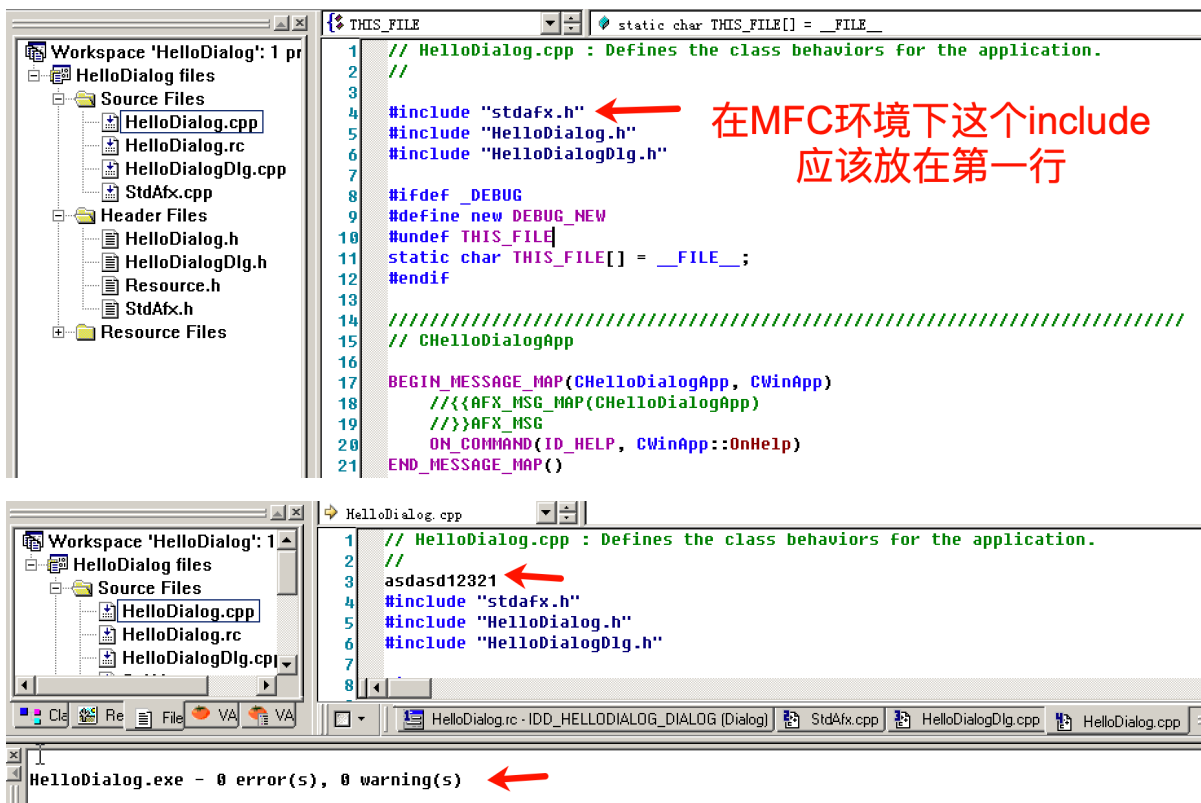 THIS_FILE
static char THIS_FILE[] = __FILE__
Workspace 'HelloDialog': 1 pr
HelloDialog files
Source Files
HelloDialog.cpp
HelloDialog.rc
HelloDialogDlg.cpp
StdAfx.cpp
Header Files
HelloDialog.h
HelloDialogDlg.h
Resource.h
StdAfx.h
Resource Files
1 // HelloDialog.cpp : Defines the class behaviors for the application.
2 //
3
4 #include "stdafx.h"
5 #include "HelloDialog.h"
6 #include "HelloDialogDlg.h"
7
8 #ifdef _DEBUG
9 #define new DEBUG_NEW
10 #undef THIS_FILE
11 static char THIS_FILE[] = __FILE__;
12 #endif
13
14 ////////////////////////////////////////////////////////////////////////////
15 // CHelloDialogApp
16
17 BEGIN_MESSAGE_MAP(CHelloDialogApp, CWinApp)
18 //{{AFX_MSG_MAP(CHelloDialogApp)
19 //}}AFX_MSG
20 ON_COMMAND(ID_HELP, CWinApp::OnHelp)
21 END_MESSAGE_MAP()
在MFC环境下这个include
应该放在第一行
HelloDialog.cpp
Workspace 'HelloDialog': 1
HelloDialog files
Source Files
HelloDialog.cpp
HelloDialog.rc
HelloDialogDlg.cpp
1 // HelloDialog.cpp : Defines the class behaviors for the application.
2 //
3 asdasd12321
4 #include "stdafx.h"
5 #include "HelloDialog.h"
6 #include "HelloDialogDlg.h"
7
8
Cla Re File VA VA
HelloDialog.rc - IDD_HELLODIALOG_DIALOG (Dialog) StdAfx.cpp HelloDialogDlg.cpp HelloDialog.cpp
HelloDialog.exe - 0 error(s), 0 warning(s)